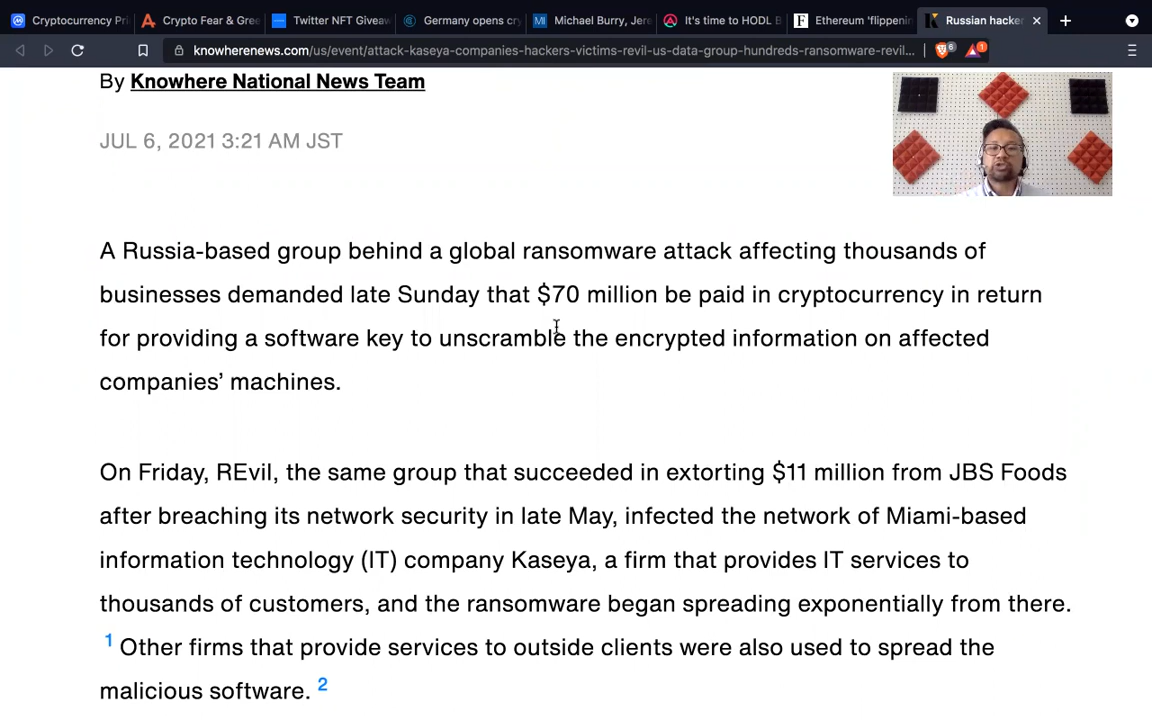 Cryptocurrency Pri
Crypto Fear & Gre
Twitter NFT Giveaw
Germany opens cry
Michael Burry, Jere
It's time to HODL B
Ethereum 'flippenin
Russian hacker
knowherenews.com/us/event/attack-kaseya-companies-hackers-victims-revil-us-data-group-hundreds-ransomware-revil...
6
1
By Knowhere National News Team
JUL 6, 2021 3:21 AM JST
A Russia-based group behind a global ransomware attack affecting thousands of
businesses demanded late Sunday that $70 million be paid in cryptocurrency in return
for providing a software key to unscramble the encrypted information on affected
companies’ machines.
On Friday, REvil, the same group that succeeded in extorting $11 million from JBS Foods
after breaching its network security in late May, infected the network of Miami-based
information technology (IT) company Kaseya, a firm that provides IT services to
thousands of customers, and the ransomware began spreading exponentially from there.
1 Other firms that provide services to outside clients were also used to spread the
malicious software. 2